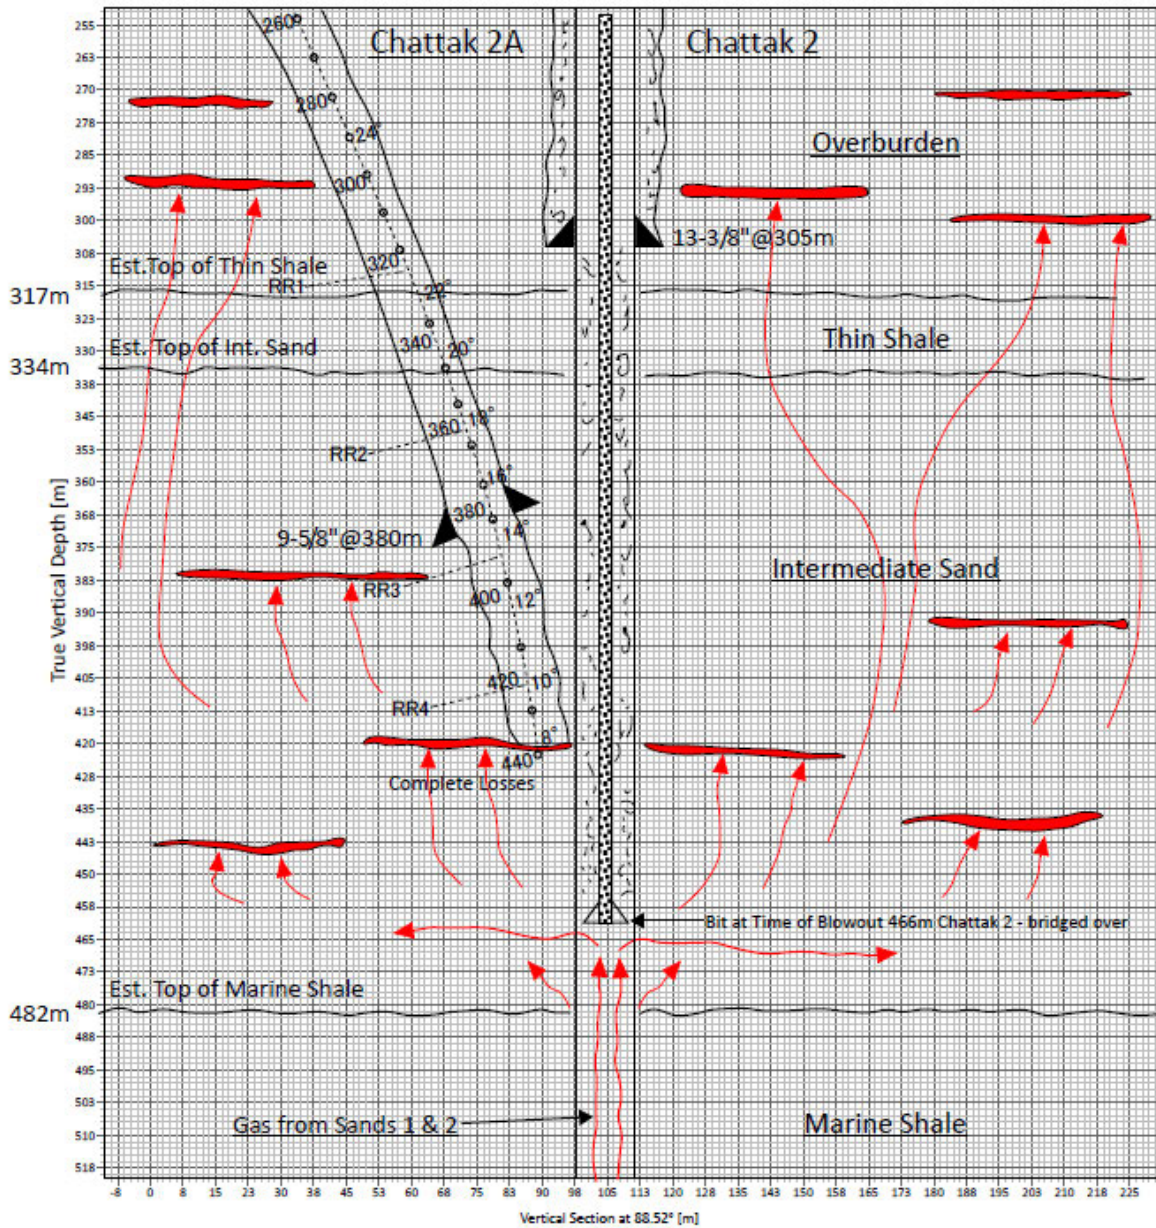 Chattak 2A
Chattak 2
255
263
270
278
285
293
300
308
315
323
330
338
345
353
360
368
375
383
390
398
405
413
420
428
435
443
450
458
465
473
480
488
495
503
510
518
True Vertical Depth [m]
317m
334m
482m
260
280
24°
300
320
RR1
22°
340
20°
360
18°
RR2
16°
380
14°
RR3
400
12°
420
10°
RR4
8°
440
Overburden
13-3/8"@305m
Est.Top of Thin Shale
Thin Shale
Est. Top of Int. Sand
9-5/8"@380m
Intermediate Sand
Complete Losses
Bit at Time of Blowout 466m Chattak 2 - bridged over
Est. Top of Marine Shale
Gas from Sands 1 & 2
Marine Shale
-8 0 8 15 23 30 38 45 53 60 68 75 83 90 98 105 113 120 128 135 143 150 158 165 173 180 188 195 203 210 218 225
Vertical Section at 88.52° [m]